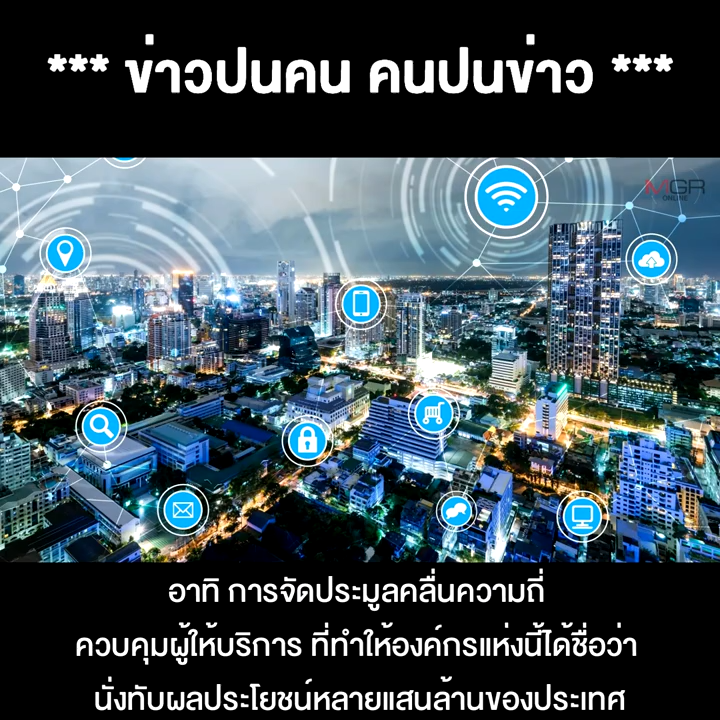 *** ข่าวปนคน คนปนข่าว ***
MGR
ONLINE
อาทิ การจัดประมูลคลื่นความถี่
ควบคุมผู้ให้บริการ ที่ทำให้องค์กรแห่งนี้ได้ชื่อว่า
นั่งทับผลประโยชน์หลายแสนล้านของประเทศ